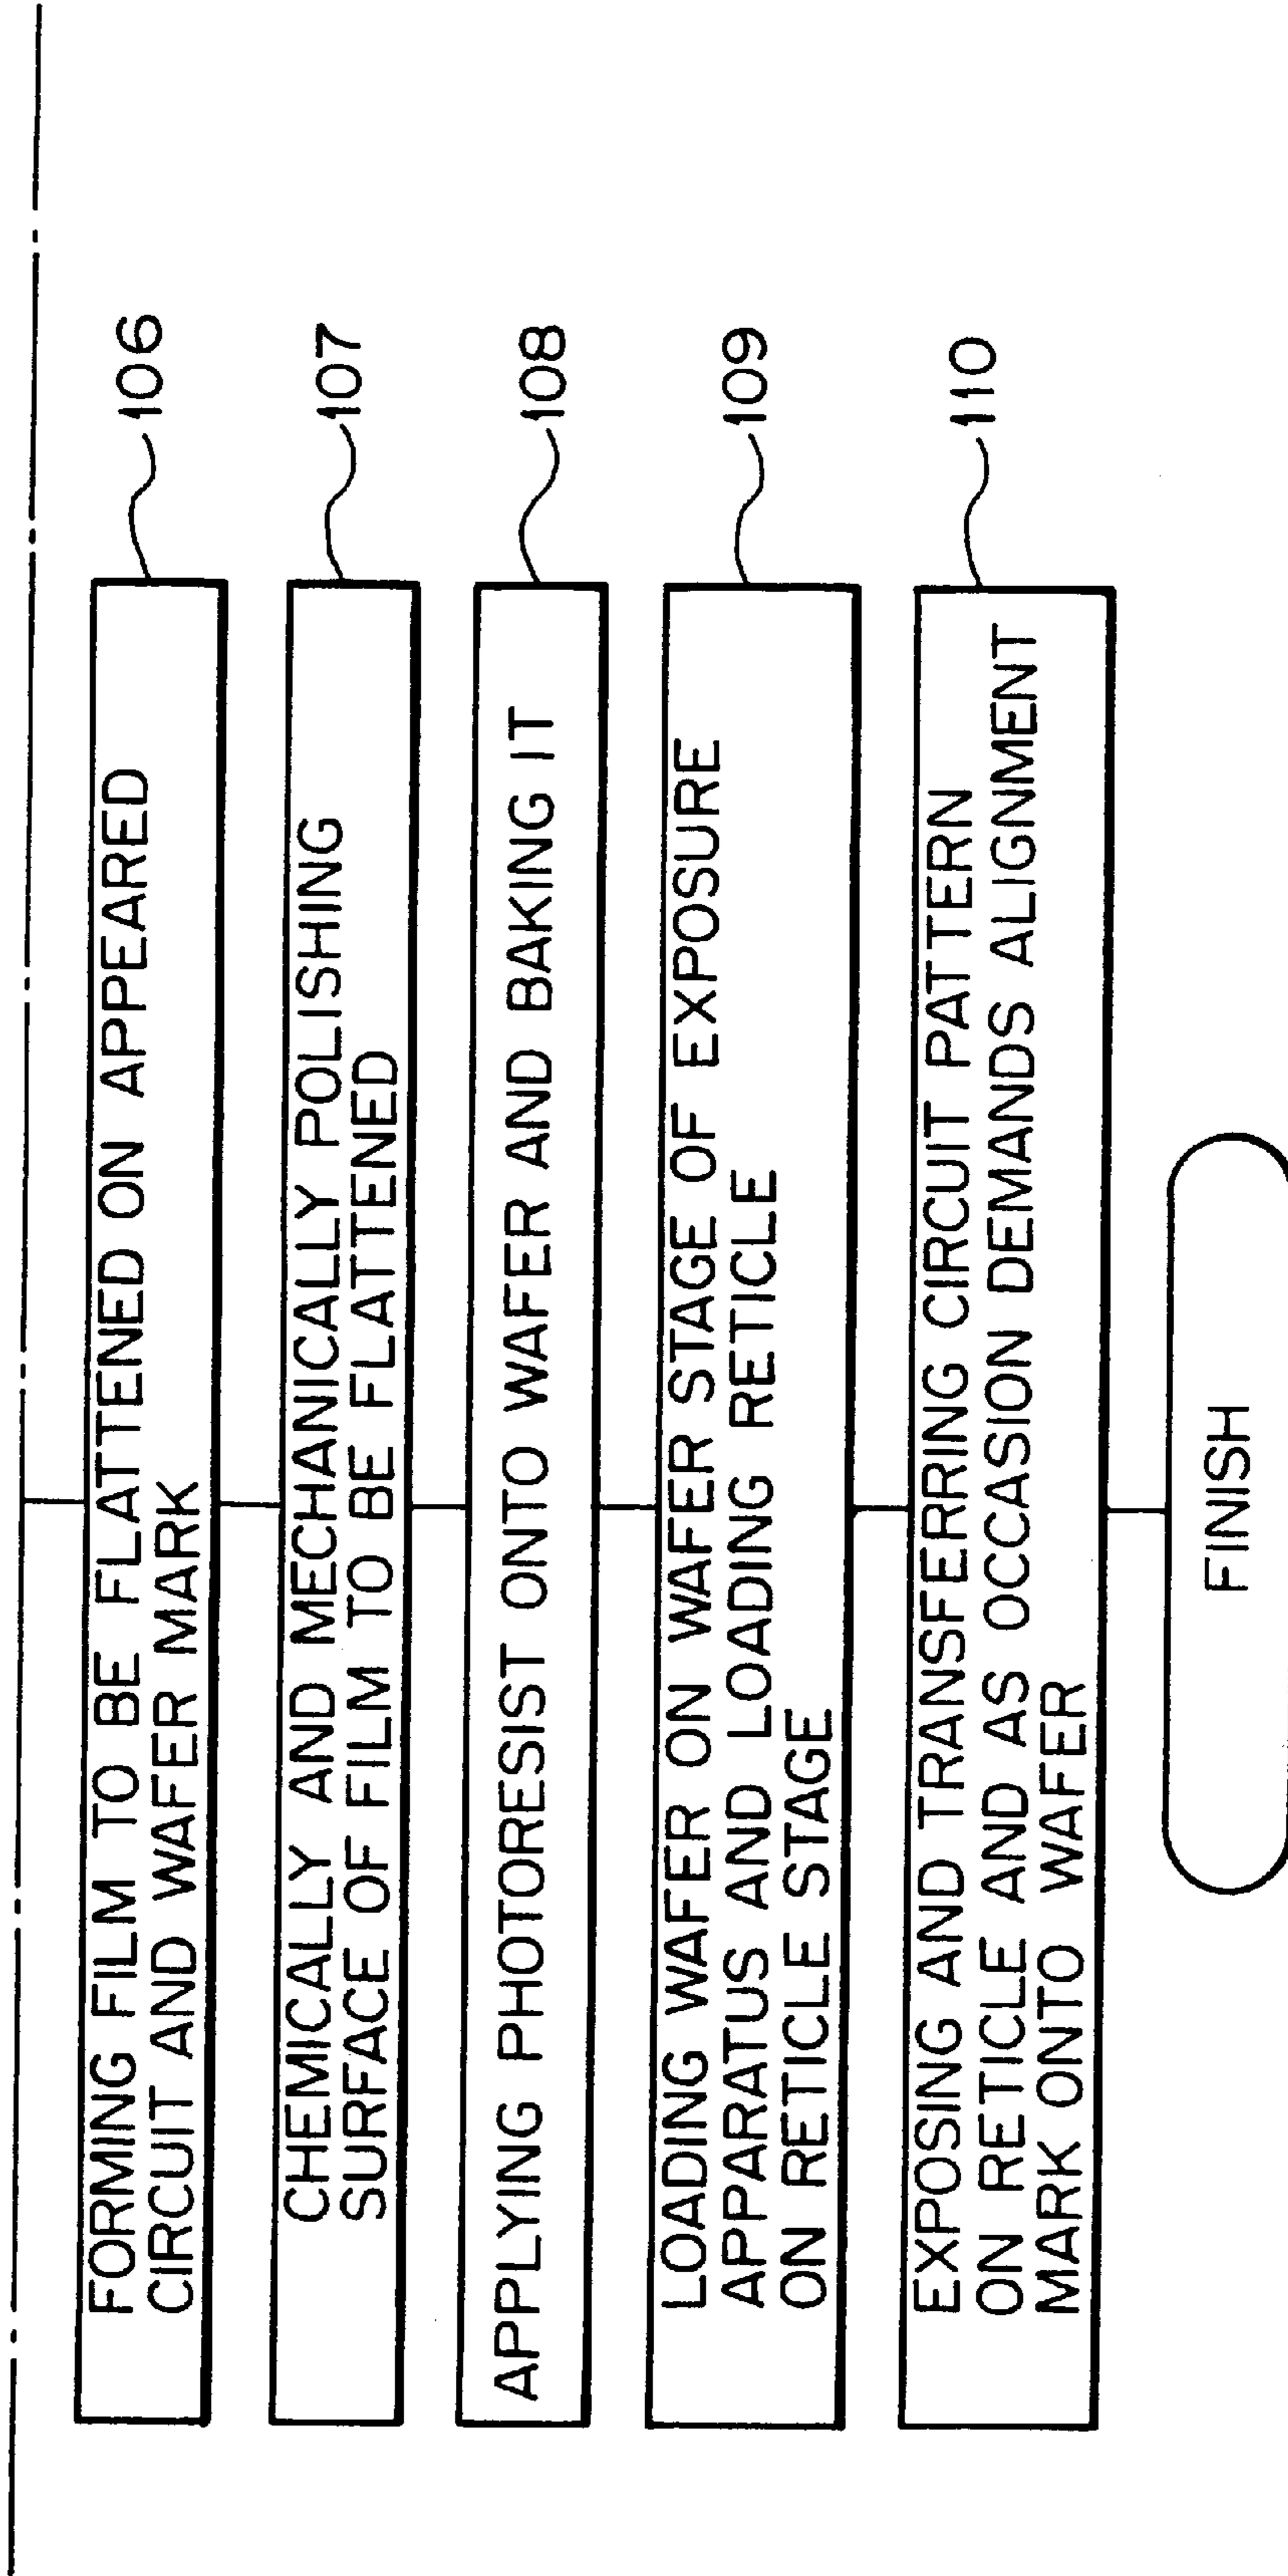 FORMING FILM TO BE FLATTENED ON APPEARED
CIRCUIT AND WAFER MARK
106
CHEMICALLY AND MECHANICALLY POLISHING
SURFACE OF FILM TO BE FLATTENED
107
APPLYING PHOTORESIST ONTO WAFER AND BAKING IT
108
LOADING WAFER ON WAFER STAGE OF EXPOSURE
APPARATUS AND LOADING RETICLE
ON RETICLE STAGE
109
EXPOSING AND TRANSFERRING CIRCUIT PATTERN
ON RETICLE AND AS OCCASION DEMANDS ALIGNMENT
MARK ONTO WAFER
110
FINISH